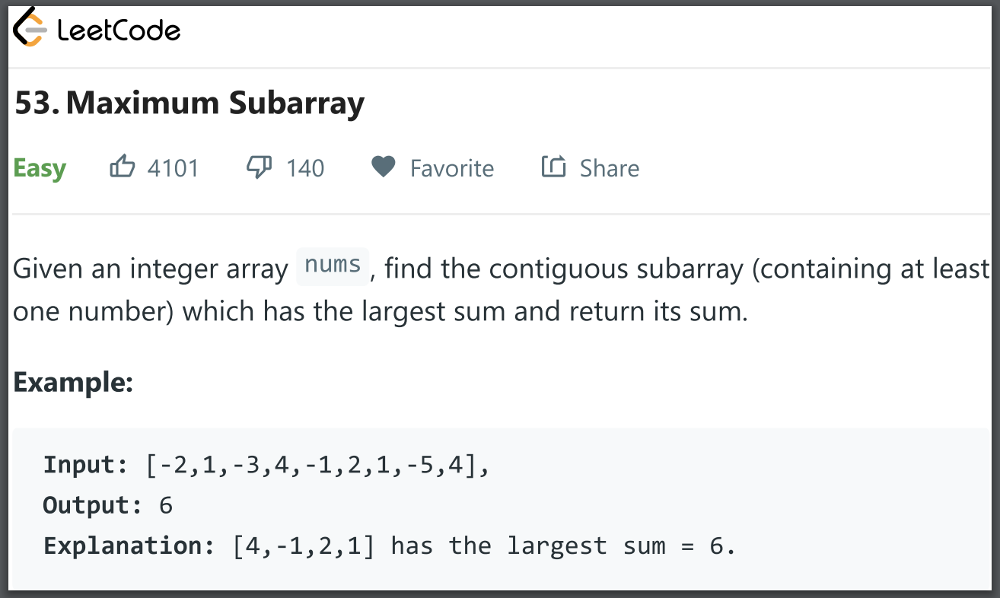 LeetCode
53. Maximum Subarray
Easy 4101 140 Favorite Share
Given an integer array nums, find the contiguous subarray (containing at least
one number) which has the largest sum and return its sum.
Example:
Input: [-2,1,-3,4,-1,2,1,-5,4],
Output: 6
Explanation: [4,-1,2,1] has the largest sum = 6.